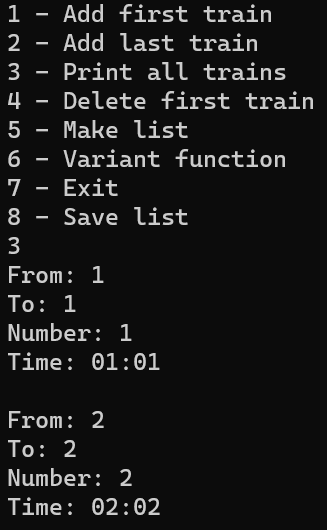 1 - Add first train
2 - Add last train
3 - Print all trains
4 - Delete first train
5 - Make list
6 - Variant function
7 - Exit
8 - Save list
3
From: 1
To: 1
Number: 1
Time: 01:01
From: 2
To: 2
Number: 2
Time: 02:02